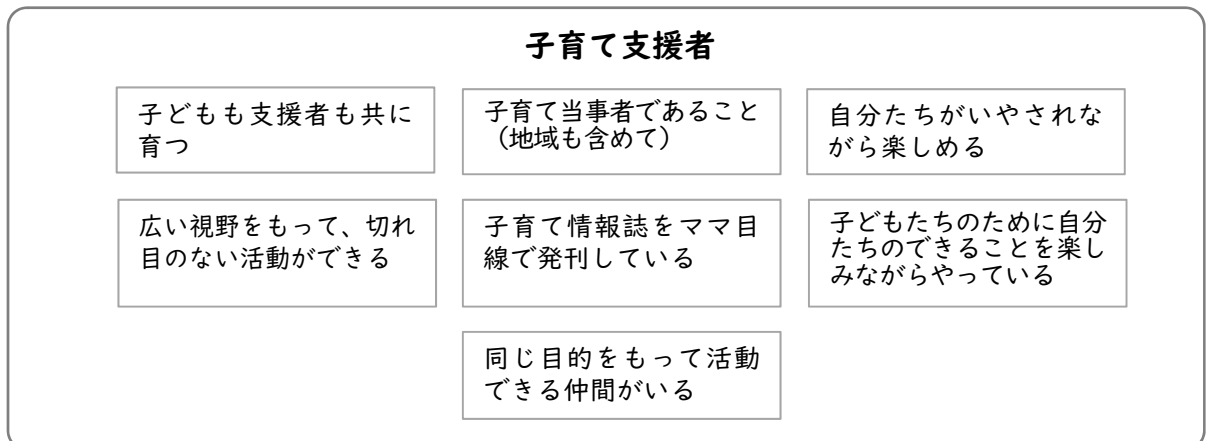 子育て支援者
子どもも支援者も共に
育つ
子育て当事者であること
（地域も含めて）
自分たちがいやされな
がら楽しめる
広い視野をもって、切れ
目のない活動ができる
子育て情報誌をママ目
線で発刊している
子どもたちのために自分
たちのできることを楽し
みながらやっている
同じ目的をもって活動
できる仲間がいる